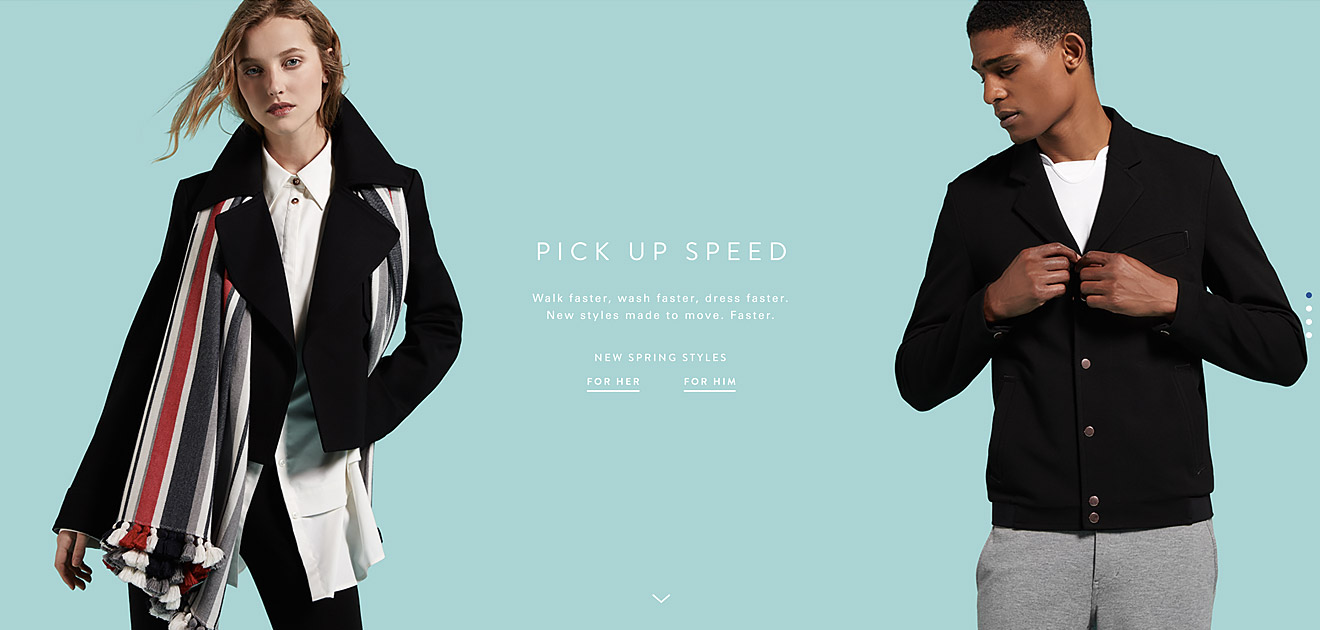 PICK UP SPEED
Walk faster, wash faster, dress faster.
New styles made to move. Faster.
NEW SPRING STYLES
FOR HER FOR HIM